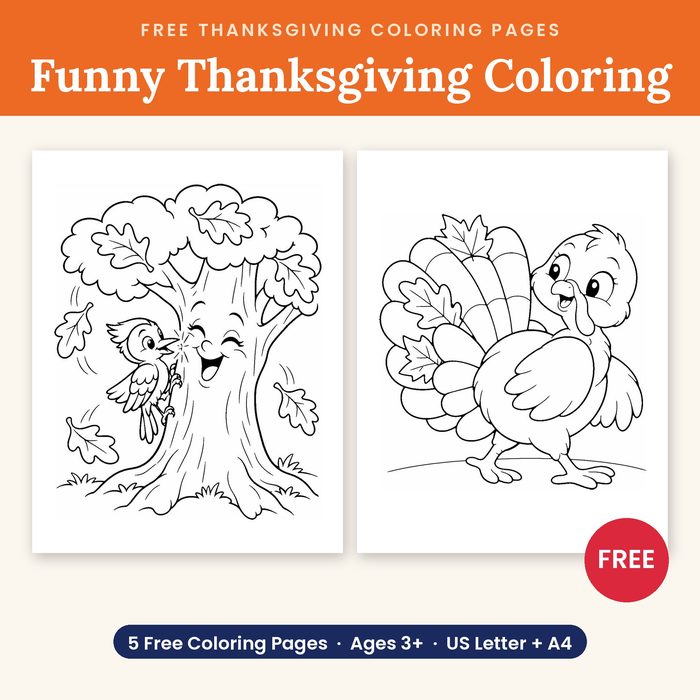 FREE THANKSGIVING COLORING PAGES
Funny Thanksgiving Coloring
FREE
5 Free Coloring Pages · Ages 3+ · US Letter + A4